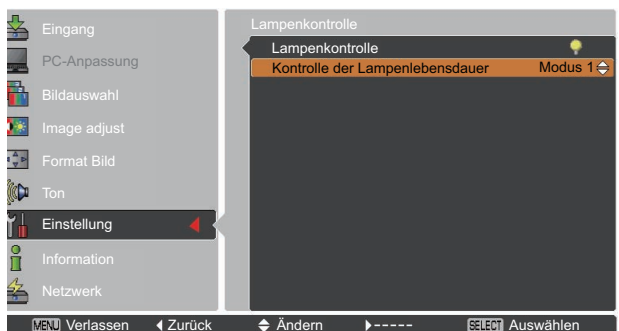 Eingang
PC-Anpassung
Bildauswahl
Image adjust
Format Bild
Ton
Einstellung
Information
Netzwerk
Lampenkontrolle
Lampenkontrolle
Kontrolle der Lampenlebensdauer Modus 1
MENU Verlassen Zurück Ändern ----- SELECT Auswählen